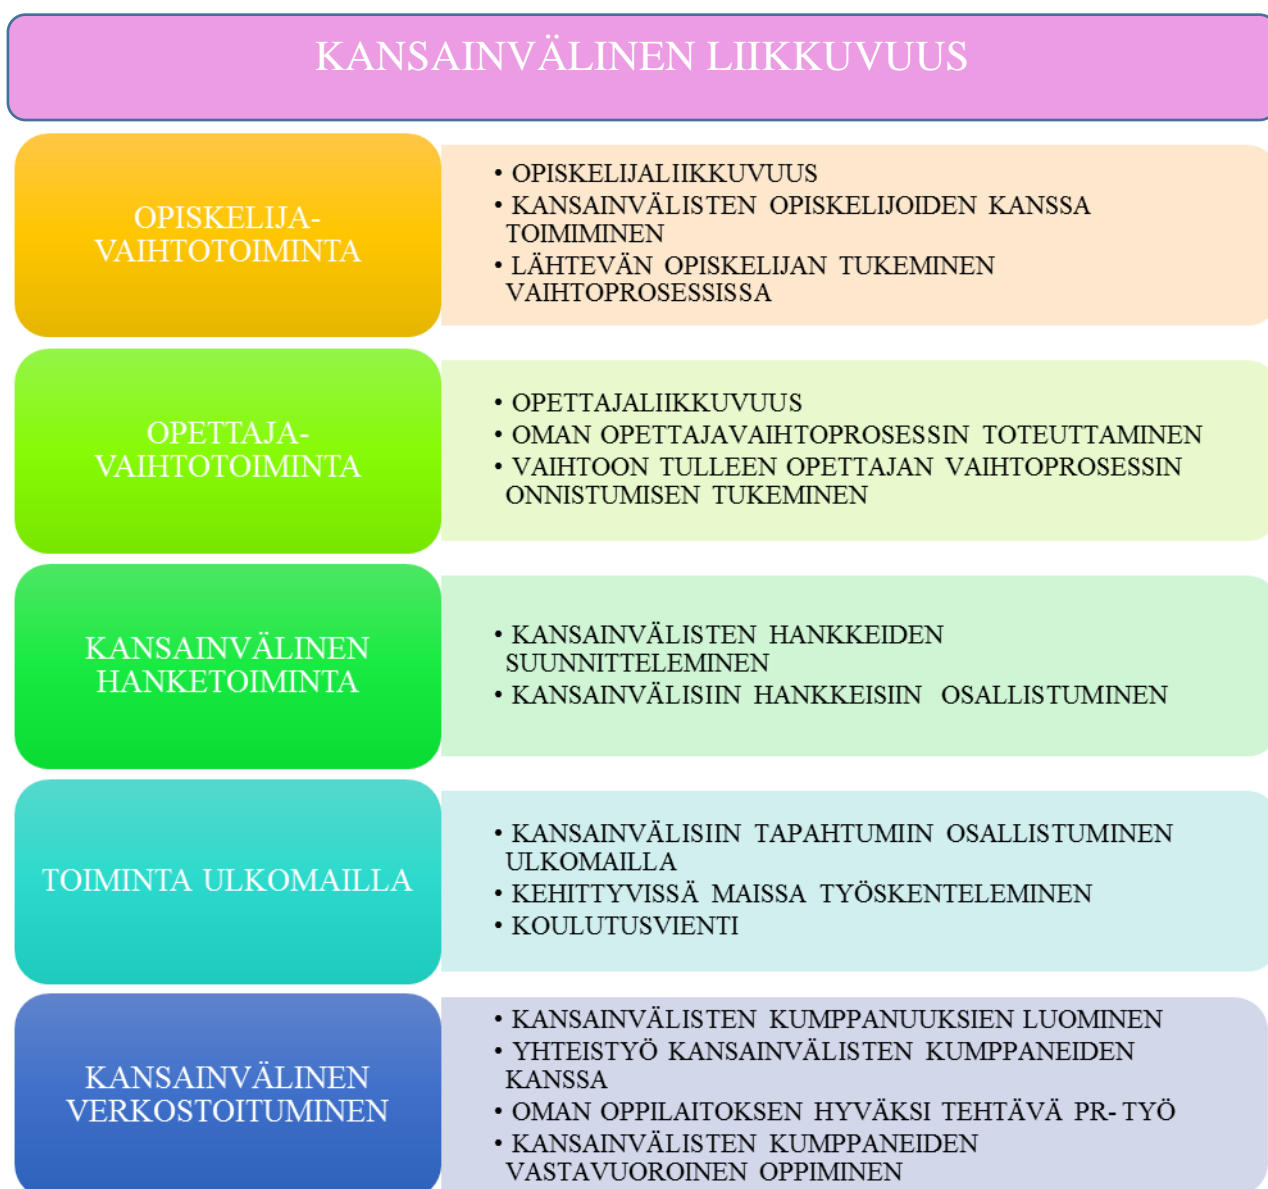 KANSAINVÄLINEN LIIKKUVUUS
OPISKELIJA-
VAIHTOTOIMINTA
• OPISKELIJALIIKKUVUUS
• KANSAINVÄLISTEN OPISKELIJOIDEN KANSSA
TOIMIMINEN
• LÄHTEVÄN OPISKELIJAN TUKEMINEN
VAIHTOPROSESSISSA
OPETTAJA-
VAIHTOTOIMINTA
• OPETTAJALIIKKUVUUS
• OMAN OPETTAJAVAIHTOPROSESSIN TOTEUTTAMINEN
• VAIHTOON TULLEEN OPETTAJAN VAIHTOPROSESSIN
ONNISTUMISEN TUKEMINEN
KANSAINVÄLINEN
HANKETOIMINTA
• KANSAINVÄLISTEN HANKKEIDEN
SUUNNITTELEMINEN
• KANSAINVÄLISIIN HANKKEISIIN OSALLISTUMINEN
TOIMINTA ULKOMAILLA
• KANSAINVÄLISIIN TAPAHTUMIIN OSALLISTUMINEN
ULKOMAILLA
• KEHITTYVISSÄ MAISSA TYÖSKENTELEMINEN
• KOULUTUSVIENTI
KANSAINVÄLINEN
VERKOSTOITUMINEN
• KANSAINVÄLISTEN KUMPPANUUKSIEN LUOMINEN
• YHTEISTYÖ KANSAINVÄLISTEN KUMPPANEIDEN
KANSSA
• OMAN OPPILAITOKSEN HYVÄKSI TEHTÄVÄ PR- TYÖ
• KANSAINVÄLISTEN KUMPPANEIDEN
VASTAVUOROINEN OPPIMINEN